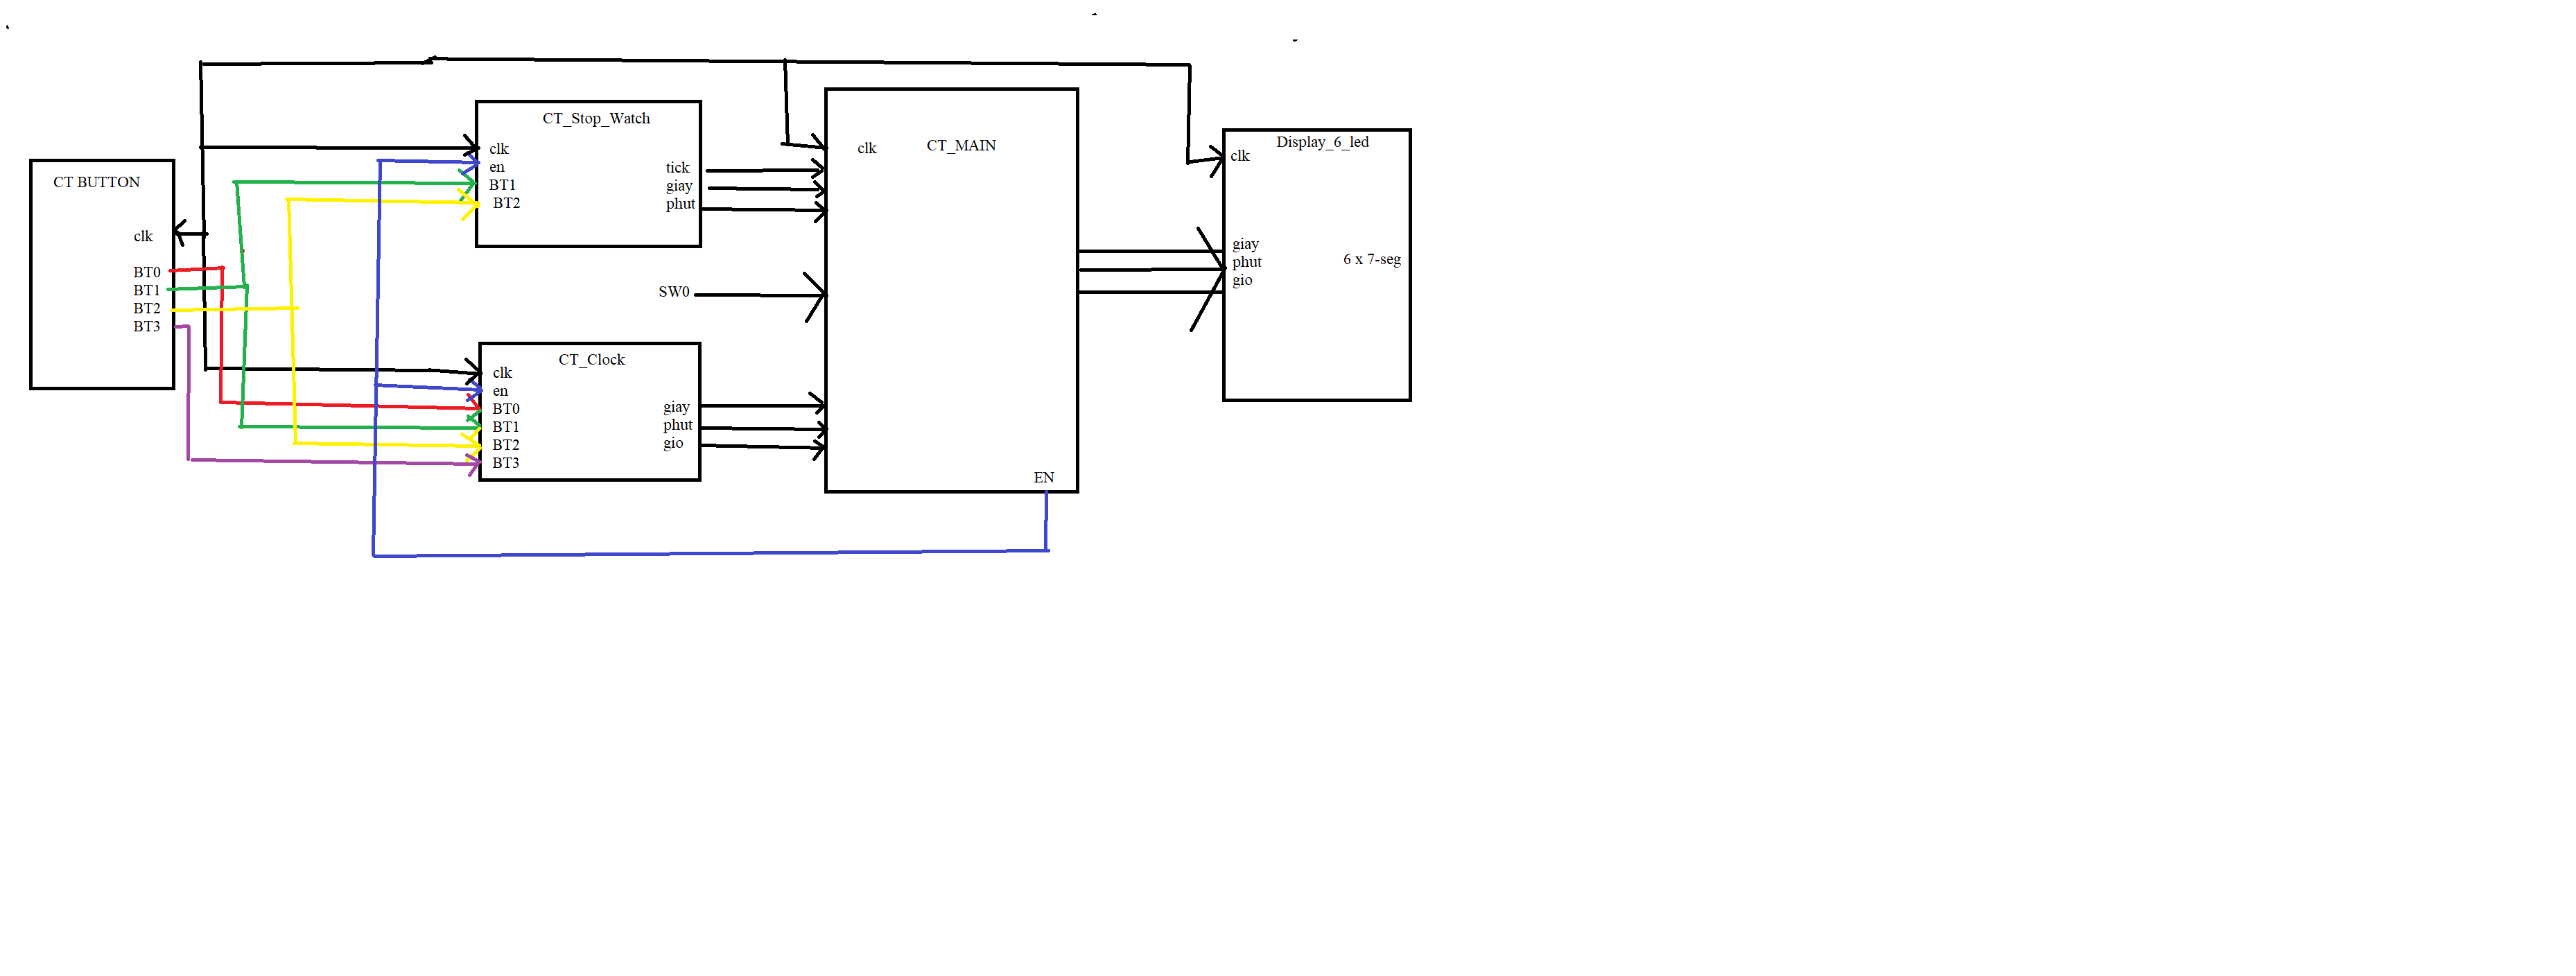 CT BUTTON
clk
BT0
BT1
BT2
BT3
CT_Stop_Watch
clk
en
BT1
BT2
tick
giay
phut
SW0
CT_Clock
clk
en
BT0
BT1
BT2
BT3
giay
phut
gio
clk
CT_MAIN
EN
Display_6_led
clk
giay
phut
gio
6 x 7-seg